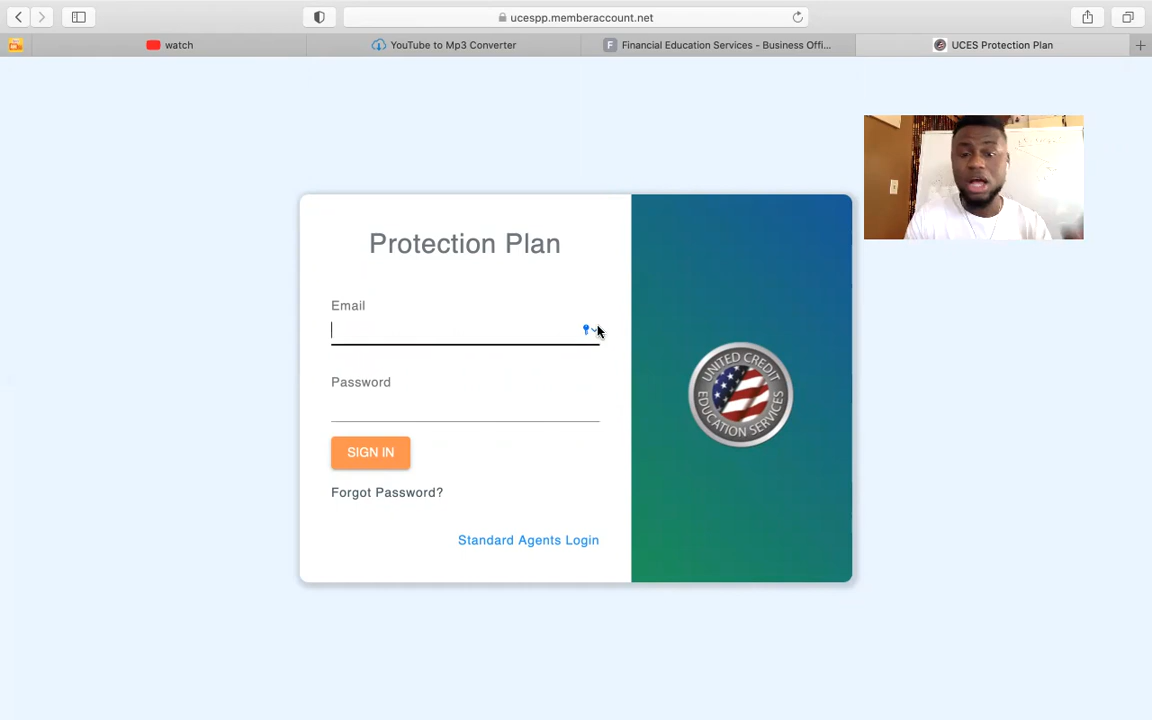 ucespp.memberaccount.net
watch
YouTube to Mp3 Converter
F Financial Education Services - Business Offi...
UCES Protection Plan
Protection Plan
Email
Password
SIGN IN
Forgot Password?
Standard Agents Login
UNITED CREDIT
EDUCATION SERVICES